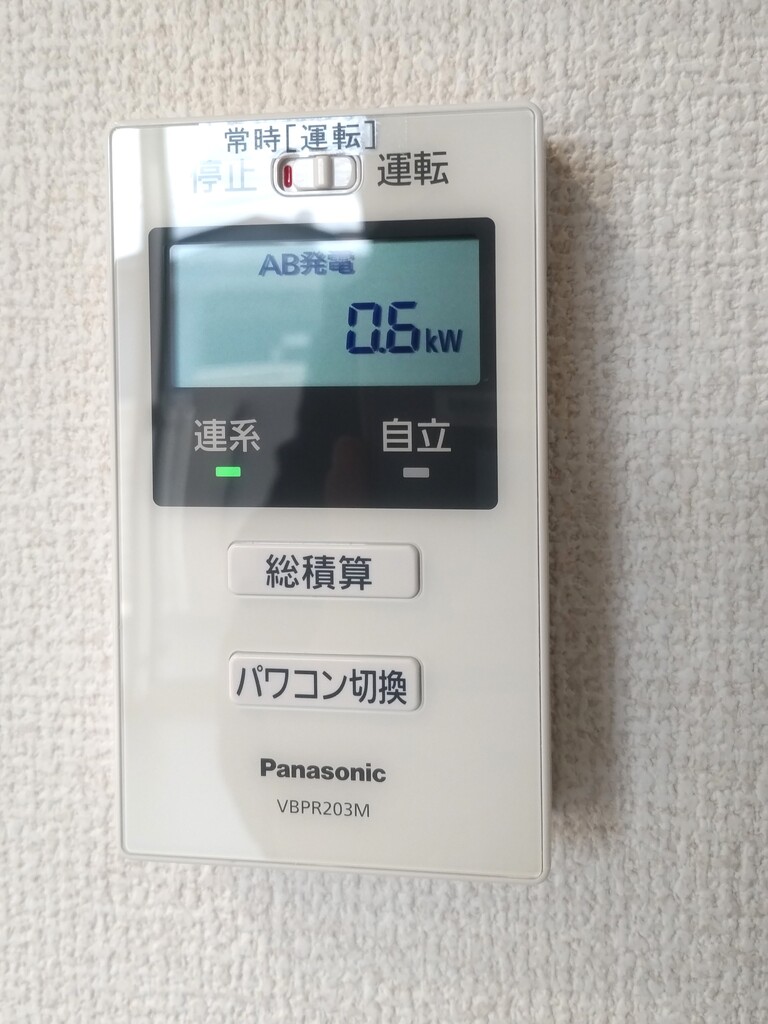 常時[運転]
停止 運転
AB発電
0.6kW
連系 自立
総積算
パワコン切換
Panasonic
VBPR203M